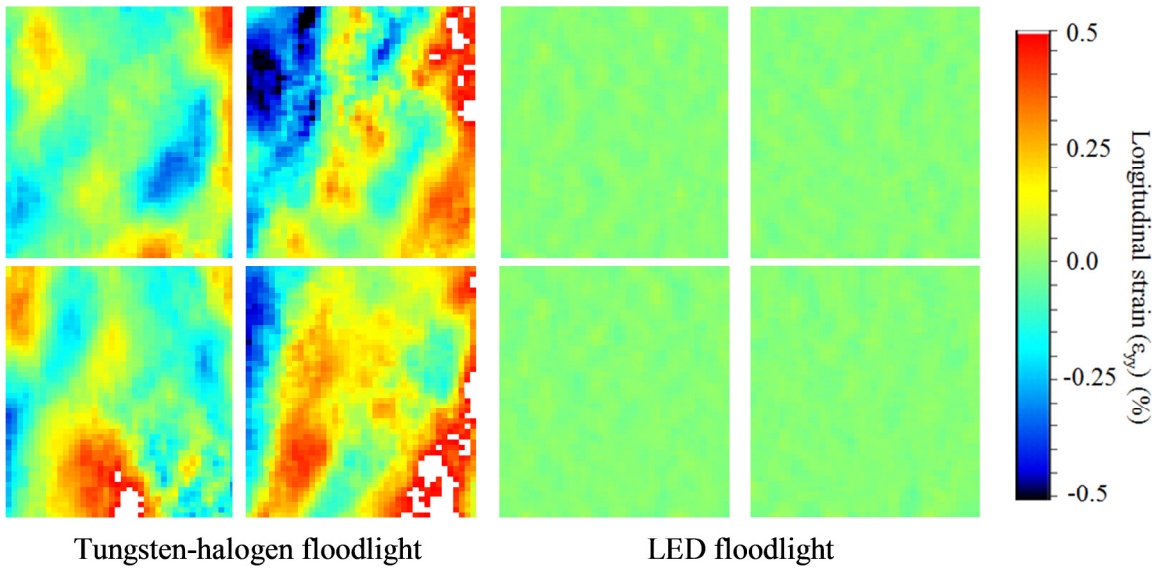 0.5
0.25
0.0
-0.25
-0.5
Longitudinal strain (εyy) (%)
Tungsten-halogen floodlight
LED floodlight